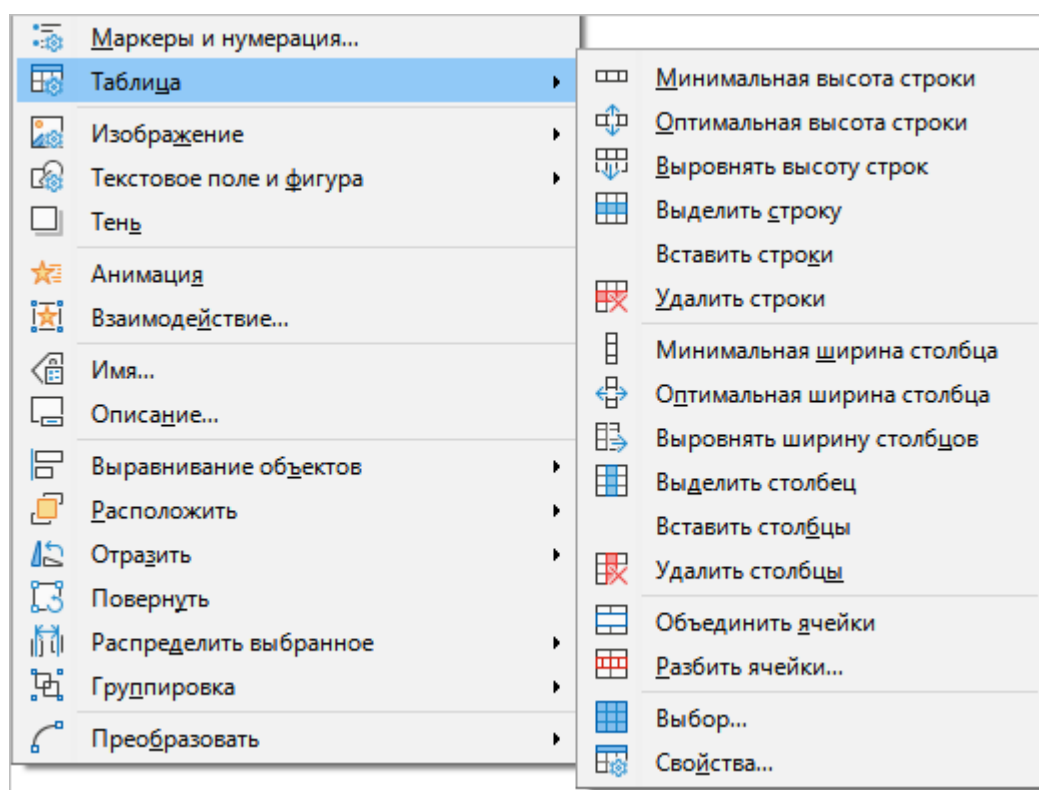 Маркеры и нумерация...
Таблица
Изображение
Текстовое поле и фигура
Тень
Анимация
Взаимодействие...
Имя...
Описание...
Выравнивание объектов
Расположить
Отразить
Повернуть
Распределить выбранное
Группировка
Преобразовать
Минимальная высота строки
Оптимальная высота строки
Выровнять высоту строк
Выделить строку
Вставить строки
Удалить строки
Минимальная ширина столбца
Оптимальная ширина столбца
Выровнять ширину столбцов
Выделить столбец
Вставить столбцы
Удалить столбцы
Объединить ячейки
Разбить ячейки...
Выбор...
Свойства...